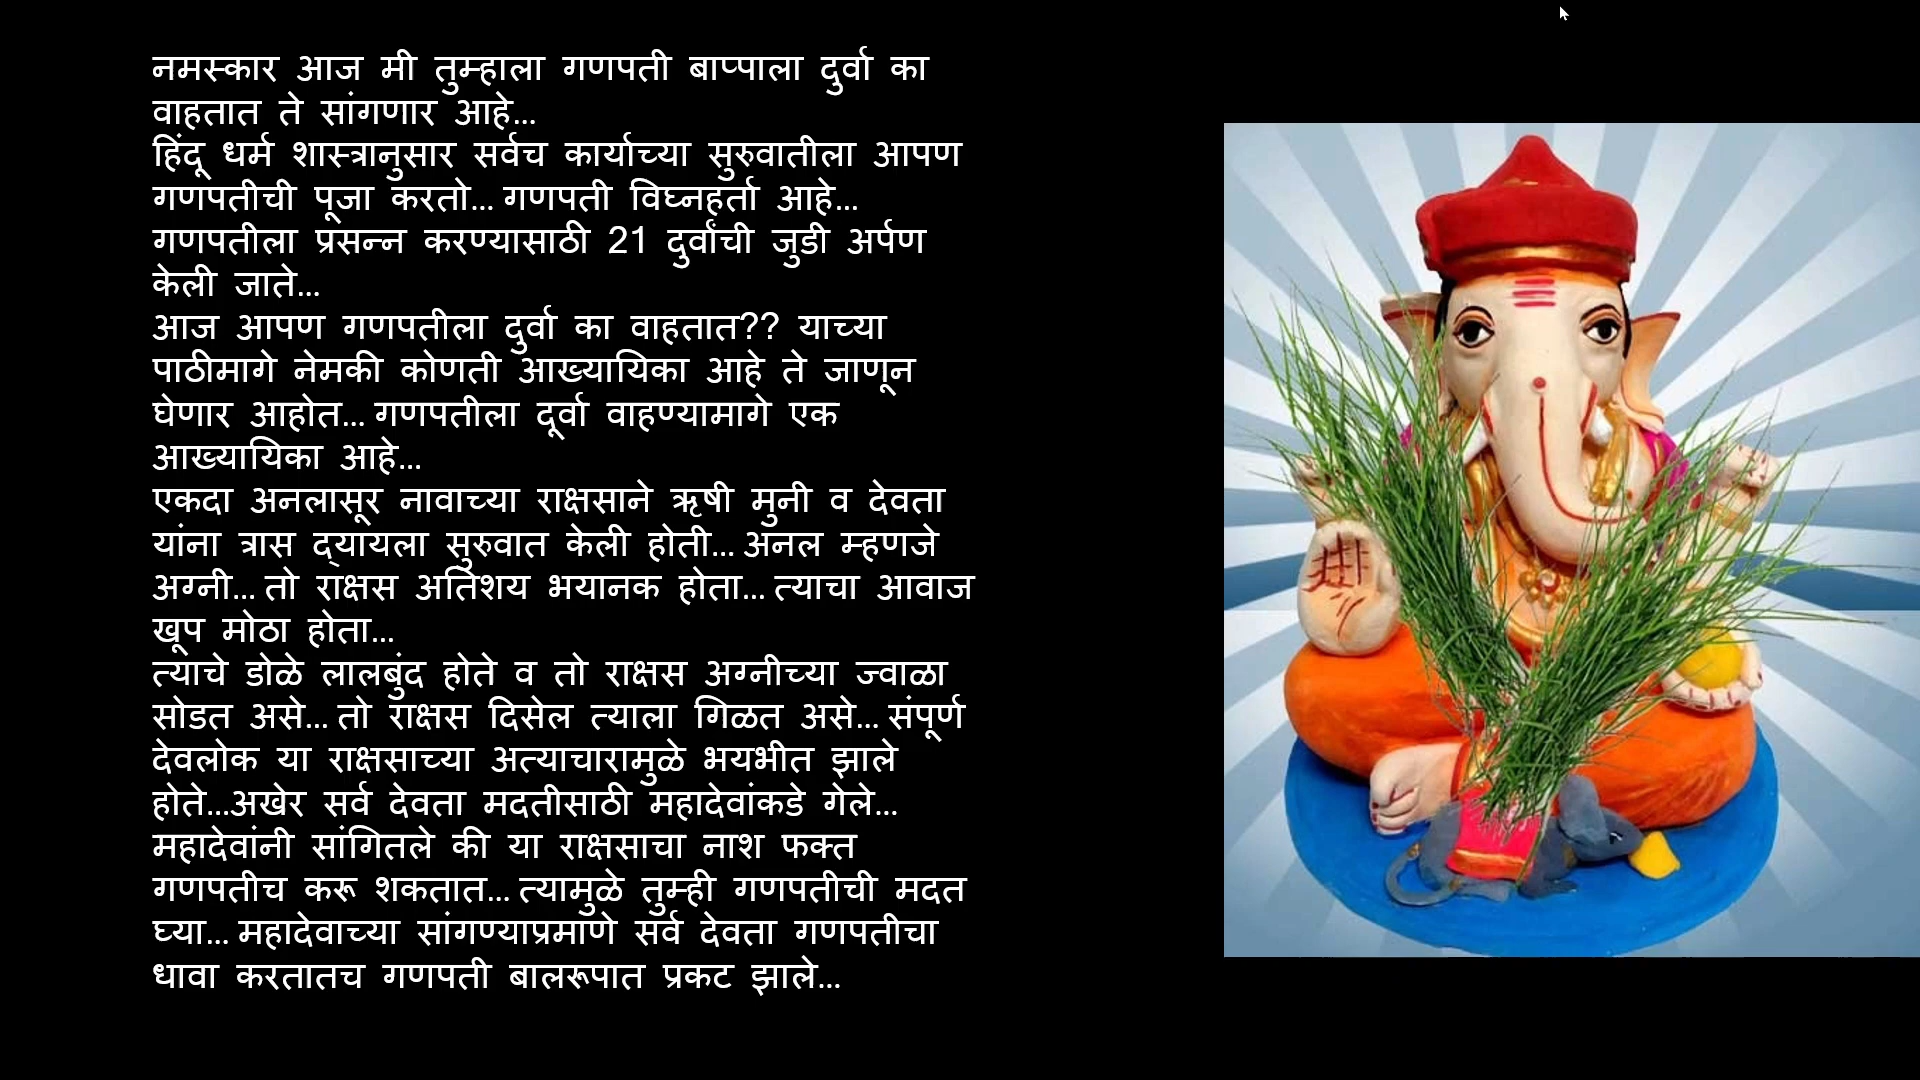 नमस्कार आज मी तुम्हाला गणपती बाप्पाला दुर्वा का
वाहतात ते सांगणार आहे...
हिंदू धर्म शास्त्रानुसार सर्वच कार्याच्या सुरुवातीला आपण
गणपतीची पूजा करतो... गणपती विघ्नहर्ता आहे...
गणपतीला प्रसन्न करण्यासाठी 21 दुर्वांची जुडी अर्पण
केली जाते...
आज आपण गणपतीला दुर्वा का वाहतात?? याच्या
पाठीमागे नेमकी कोणती आख्यायिका आहे ते जाणून
घेणार आहोत... गणपतीला दूर्वा वाहण्यामागे एक
आख्यायिका आहे...
एकदा अनलासूर नावाच्या राक्षसाने ऋषी मुनी व देवता
यांना त्रास द्‌यायला सुरुवात केली होती... अनल म्हणजे
अग्नी... तो राक्षस अतिशय भयानक होता... त्याचा आवाज
खूप मोठा होता...
त्याचे डोळे लालबुंद होते व तो राक्षस अग्नीच्या ज्वाळा
सोडत असे... तो राक्षस दिसेल त्याला गिळत असे... संपूर्ण
देवलोक या राक्षसाच्या अत्याचारामुळे भयभीत झाले
होते...अखेर सर्व देवता मदतीसाठी महादेवांकडे गेले...
महादेवांनी सांगितले की या राक्षसाचा नाश फक्त
गणपतीच करू शकतात... त्यामुळे तुम्ही गणपतीची मदत
घ्या... महादेवाच्या सांगण्याप्रमाणे सर्व देवता गणपतीचा
धावा करतातच गणपती बालरूपात प्रकट झाले...